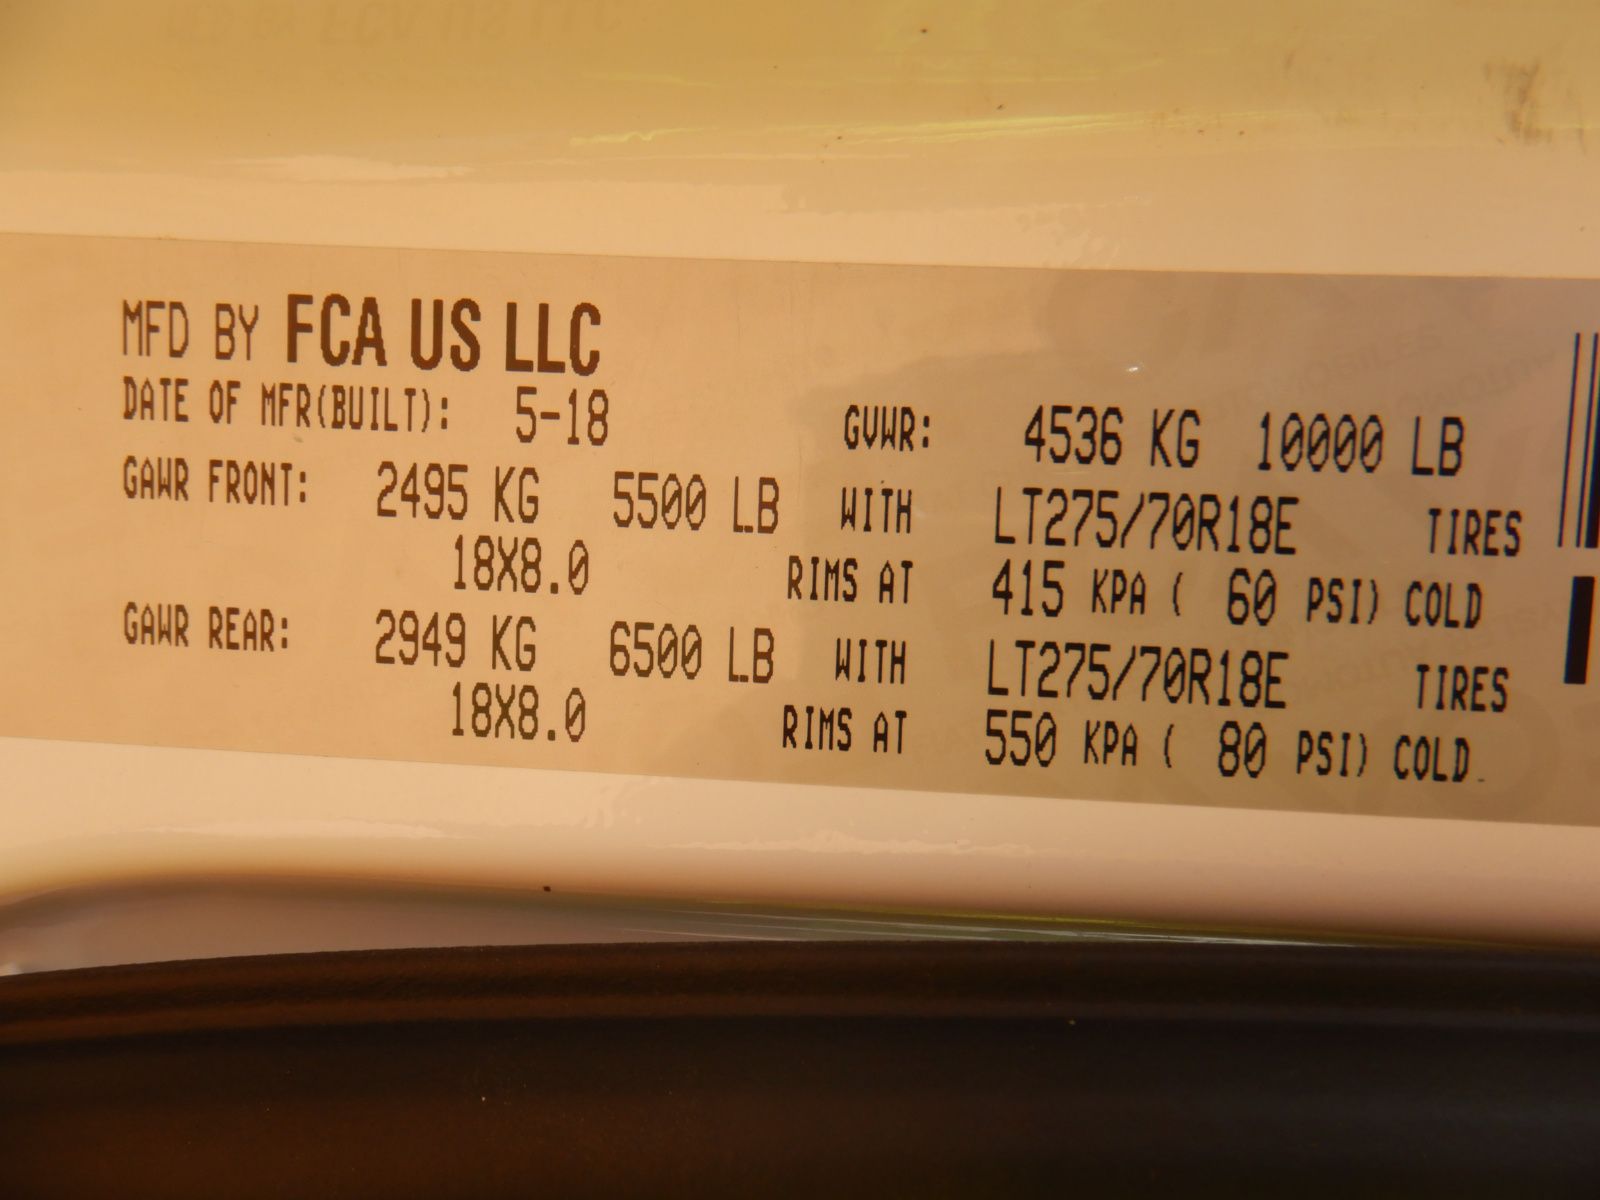 MFD BY FCA US LLC
DATE OF MFR(BUILT): 5-18 GVWR: 4536 KG 10000 LB
GAWR FRONT: 2495 KG 5500 LB WITH LT275/70R18E TIRES
18X8.0 RIMS AT 415 KPA ( 60 PSI) COLD
GAWR REAR: 2949 KG 6500 LB WITH LT275/70R18E TIRES
18X8.0 RIMS AT 550 KPA ( 80 PSI) COLD